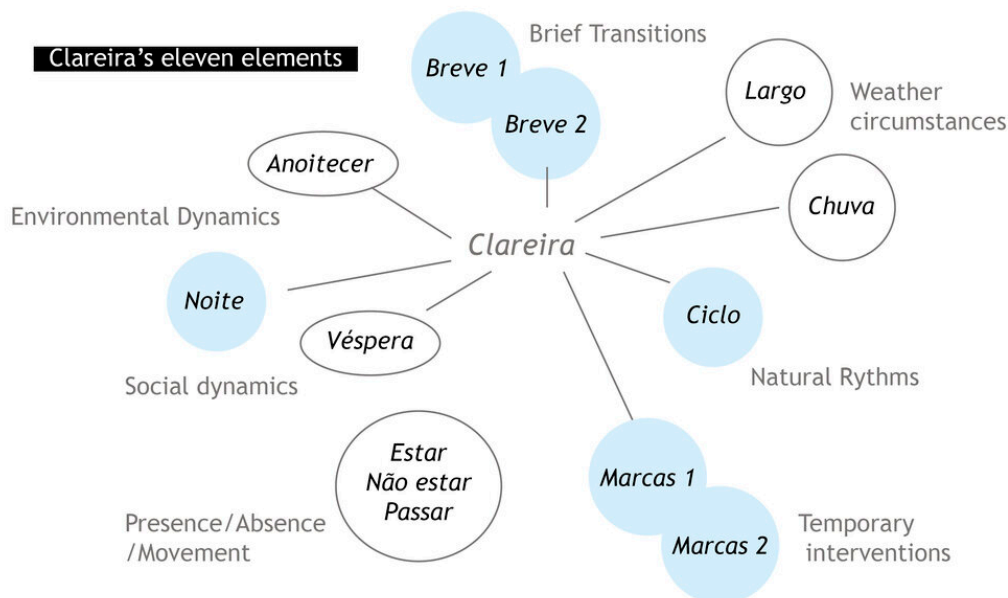 Clareira’s eleven elements
Brief Transitions
Breve 1
Breve 2
Largo
Weather
circumstances
Anoitecer
Chuva
Environmental Dynamics
Clareira
Noite
Ciclo
Véspera
Social dynamics
Natural Rythms
Estar
Não estar
Passar
Marcas 1
Presence/Absence
/Movement
Marcas 2
Temporary
interventions